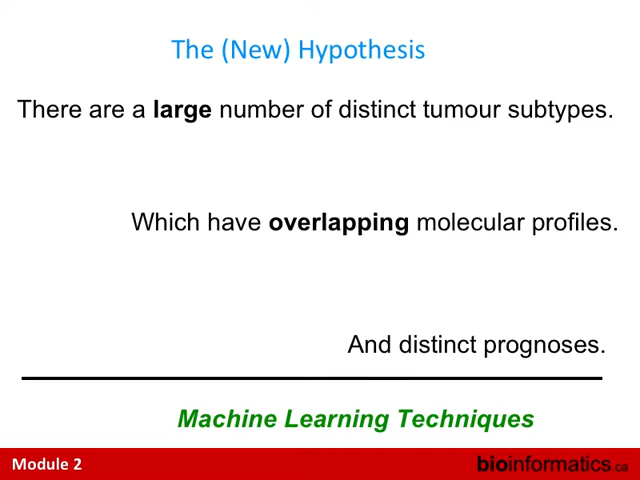 The (New) Hypothesis
There are a large number of distinct tumour subtypes.
Which have overlapping molecular profiles.
And distinct prognoses.
Machine Learning Techniques
Module 2
bioinformatics.ca